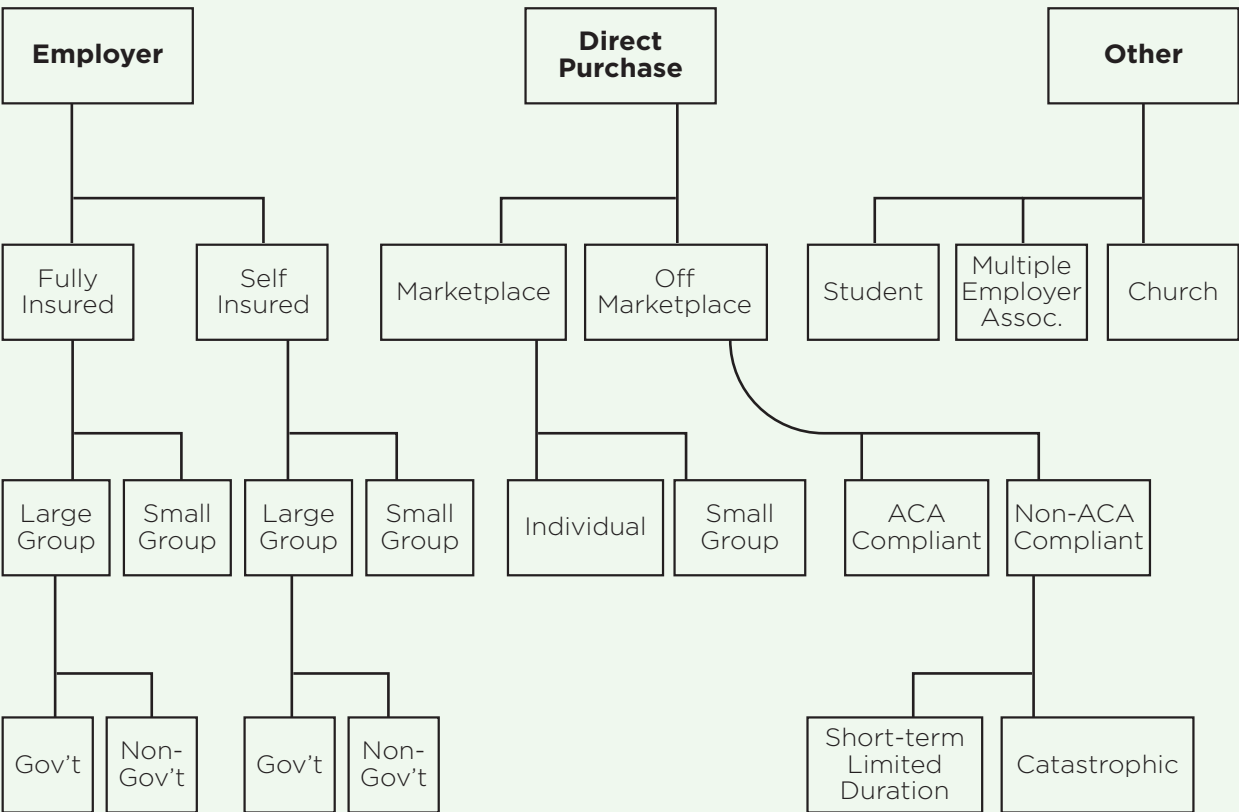 Employer
Direct
Purchase
Other
Fully
Insured
Self
Insured
Marketplace
Off
Marketplace
Student
Multiple
Employer
Assoc.
Church
Large
Group
Small
Group
Large
Group
Small
Group
Individual
Small
Group
ACA
Compliant
Non-ACA
Compliant
Gov’t
Non-
Gov’t
Gov’t
Non-
Gov’t
Short-term
Limited
Duration
Catastrophic